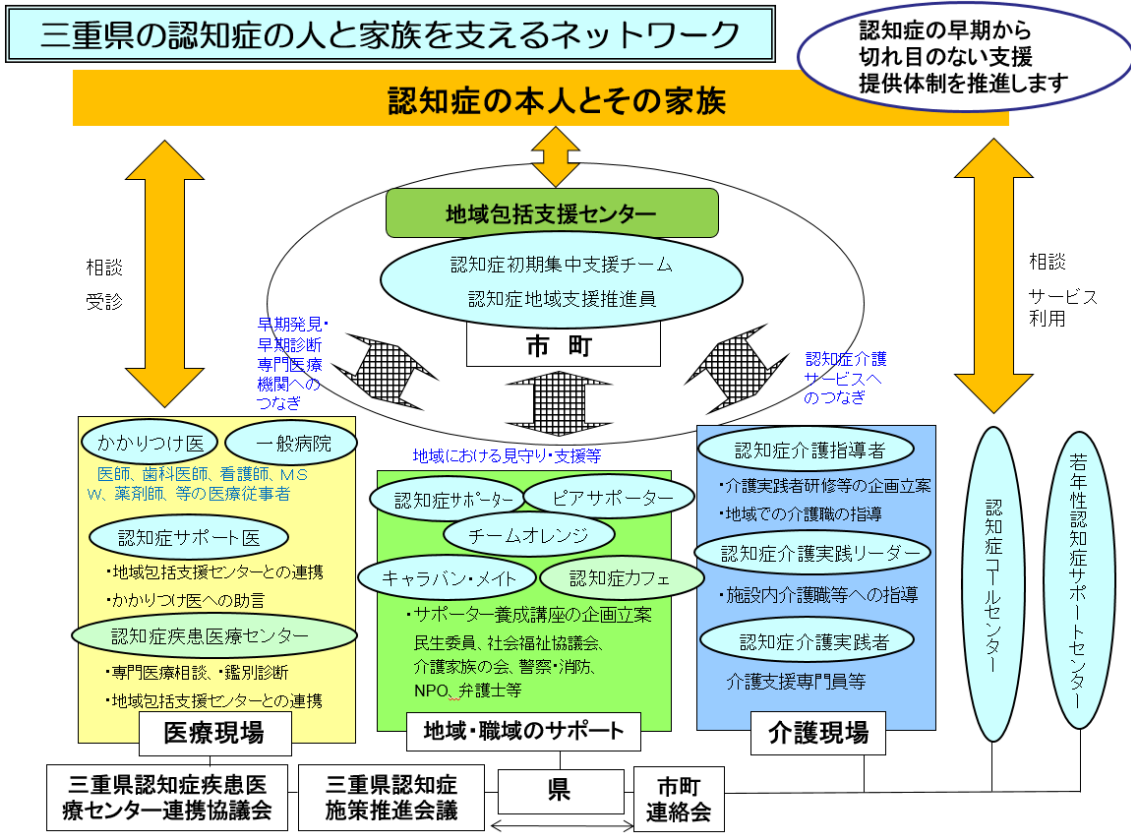 三重県の認知症の人と家族を支えるネットワーク
認知症の早期から
切れ目のない支援
提供体制を推進します
認知症の本人とその家族
地域包括支援センター
認知症初期集中支援チーム
認知症地域支援推進員
市 町
相談
受診
相談
サービス
利用
早期発見・
早期診断
専門医療
機関への
つなぎ
認知症介護
サービスへ
のつなぎ
地域における見守り・支援等
かかりつけ医
一般病院
医師、歯科医師、看護師、MS
W、薬剤師、等の医療従事者
認知症サポート医
・地域包括支援センターとの連携
・かかりつけ医への助言
認知症疾患医療センター
・専門医療相談、・鑑別診断
・地域包括支援センターとの連携
医療現場
認知症サポーター
ピアサポーター
チームオレンジ
キャラバン・メイト
認知症カフェ
・サポーター養成講座の企画立案
民生委員、社会福祉協議会、
介護家族の会、警察・消防、
NPO、弁護士等
地域・職域のサポート
認知症介護指導者
・介護実践者研修等の企画立案
・地域での介護職の指導
認知症介護実践リーダー
・施設内介護職等への指導
認知症介護実践者
介護支援専門員等
介護現場
認知症コールセンター
若年性認知症サポートセンター
三重県認知症疾患医
療センター連携協議会
三重県認知症
施策推進会議
県
市町
連絡会